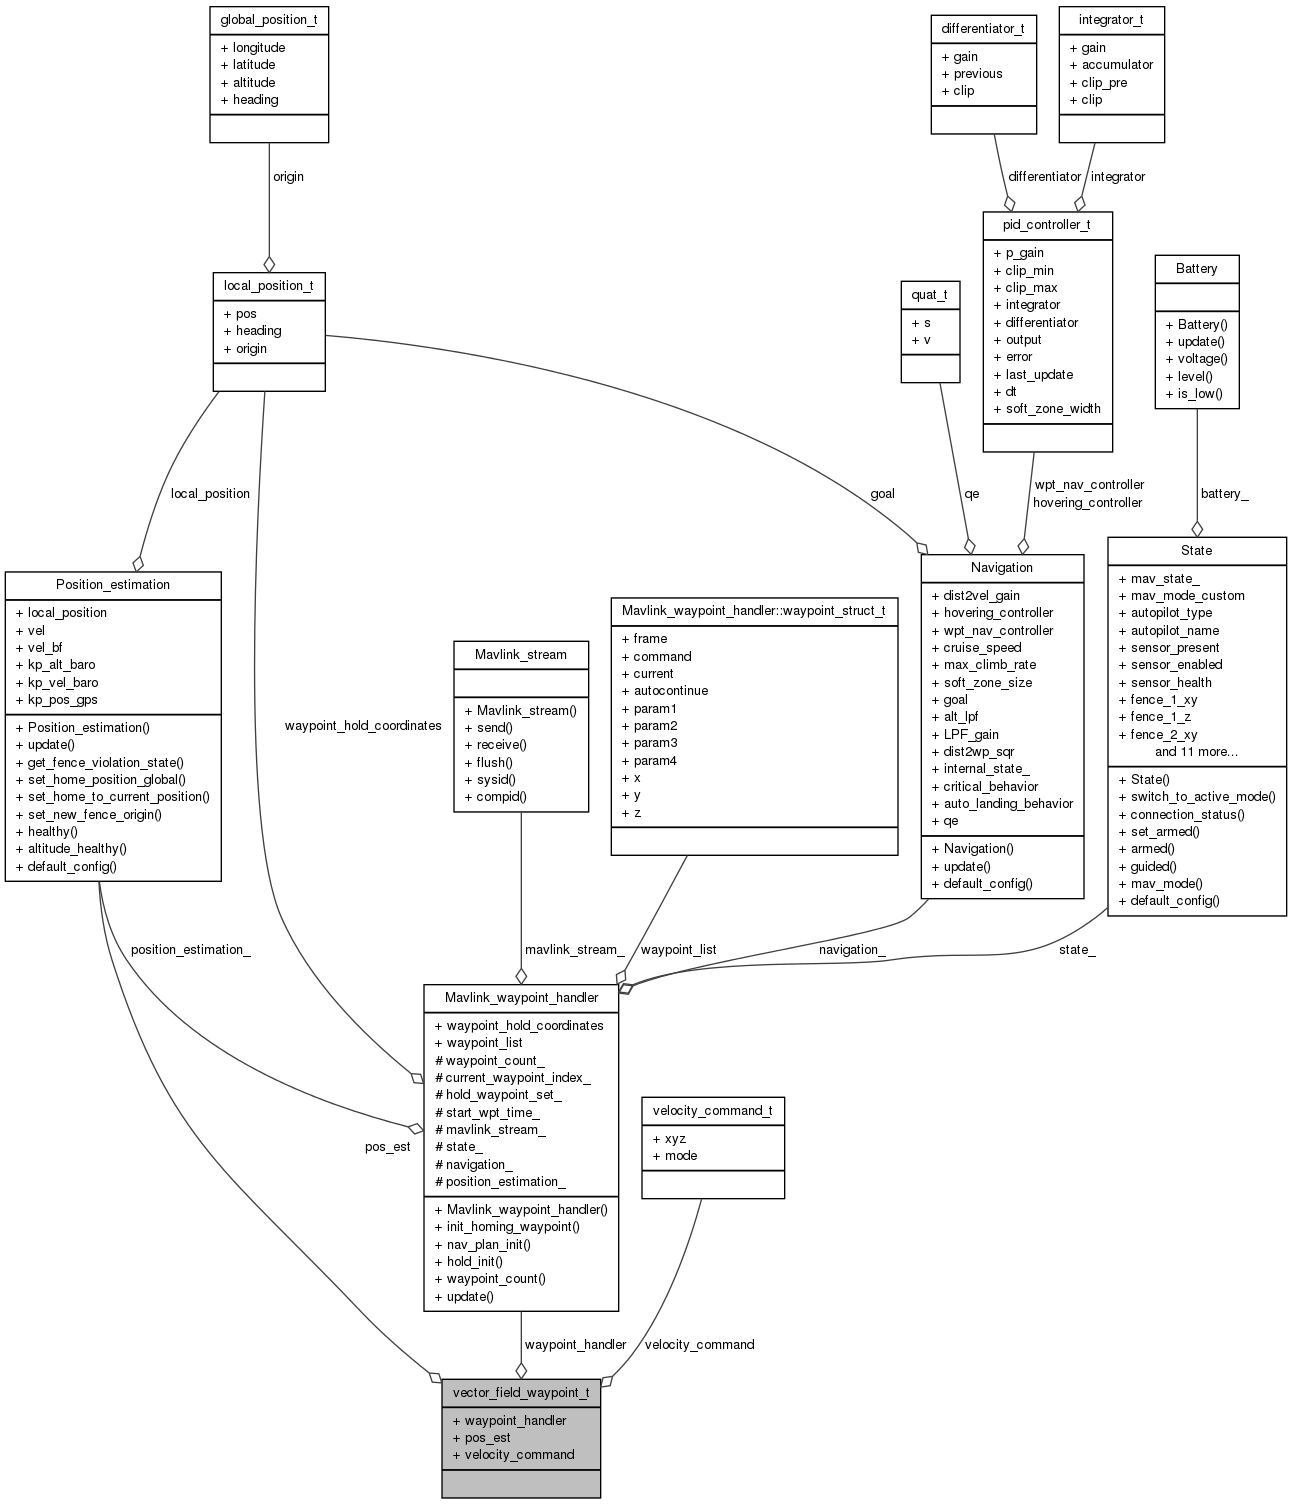 global_position_t
+ longitude
+ latitude
+ altitude
+ heading
differentiator_t
+ gain
+ previous
+ clip
integrator_t
+ gain
+ accumulator
+ clip_pre
+ clip
origin
differentiator
integrator
local_position_t
+ pos
+ heading
+ origin
quat_t
+ s
+ v
pid_controller_t
+ p_gain
+ clip_min
+ clip_max
+ integrator
+ differentiator
+ output
+ error
+ last_update
+ dt
+ soft_zone_width
Battery
+ Battery()
+ update()
+ voltage()
+ level()
+ is_low()
local_position
goal
qe
wpt_nav_controller
hovering_controller
battery_
Position_estimation
+ local_position
+ vel
+ vel_bf
+ kp_alt_baro
+ kp_vel_baro
+ kp_pos_gps
+ Position_estimation()
+ update()
+ get_fence_violation_state()
+ set_home_position_global()
+ set_home_to_current_position()
+ set_new_fence_origin()
+ healthy()
+ altitude_healthy()
+ default_config()
waypoint_hold_coordinates
Mavlink_stream
+ Mavlink_stream()
+ send()
+ receive()
+ flush()
+ sysid()
+ compid()
Mavlink_waypoint_handler::waypoint_struct_t
+ frame
+ command
+ current
+ autocontinue
+ param1
+ param2
+ param3
+ param4
+ x
+ y
+ z
Navigation
+ dist2vel_gain
+ hovering_controller
+ wpt_nav_controller
+ cruise_speed
+ max_climb_rate
+ soft_zone_size
+ goal
+ alt_lpf
+ LPF_gain
+ dist2wp_sqr
+ internal_state_
+ critical_behavior
+ auto_landing_behavior
+ qe
+ Navigation()
+ update()
+ default_config()
State
+ mav_state_
+ mav_mode_custom
+ autopilot_type
+ autopilot_name
+ sensor_present
+ sensor_enabled
+ sensor_health
+ fence_1_xy
+ fence_1_z
+ fence_2_xy
and 11 more...
+ State()
+ switch_to_active_mode()
+ connection_status()
+ set_armed()
+ armed()
+ guided()
+ mav_mode()
+ default_config()
position_estimation_
mavlink_stream_
waypoint_list
navigation_
state_
Mavlink_waypoint_handler
+ waypoint_hold_coordinates
+ waypoint_list
# waypoint_count_
# current_waypoint_index_
# hold_waypoint_set_
# start_wpt_time_
# mavlink_stream_
# state_
# navigation_
# position_estimation_
+ Mavlink_waypoint_handler()
+ init_homing_waypoint()
+ nav_plan_init()
+ hold_init()
+ waypoint_count()
+ update()
pos_est
velocity_command_t
+ xyz
+ mode
waypoint_handler
velocity_command
vector_field_waypoint_t
+ waypoint_handler
+ pos_est
+ velocity_command